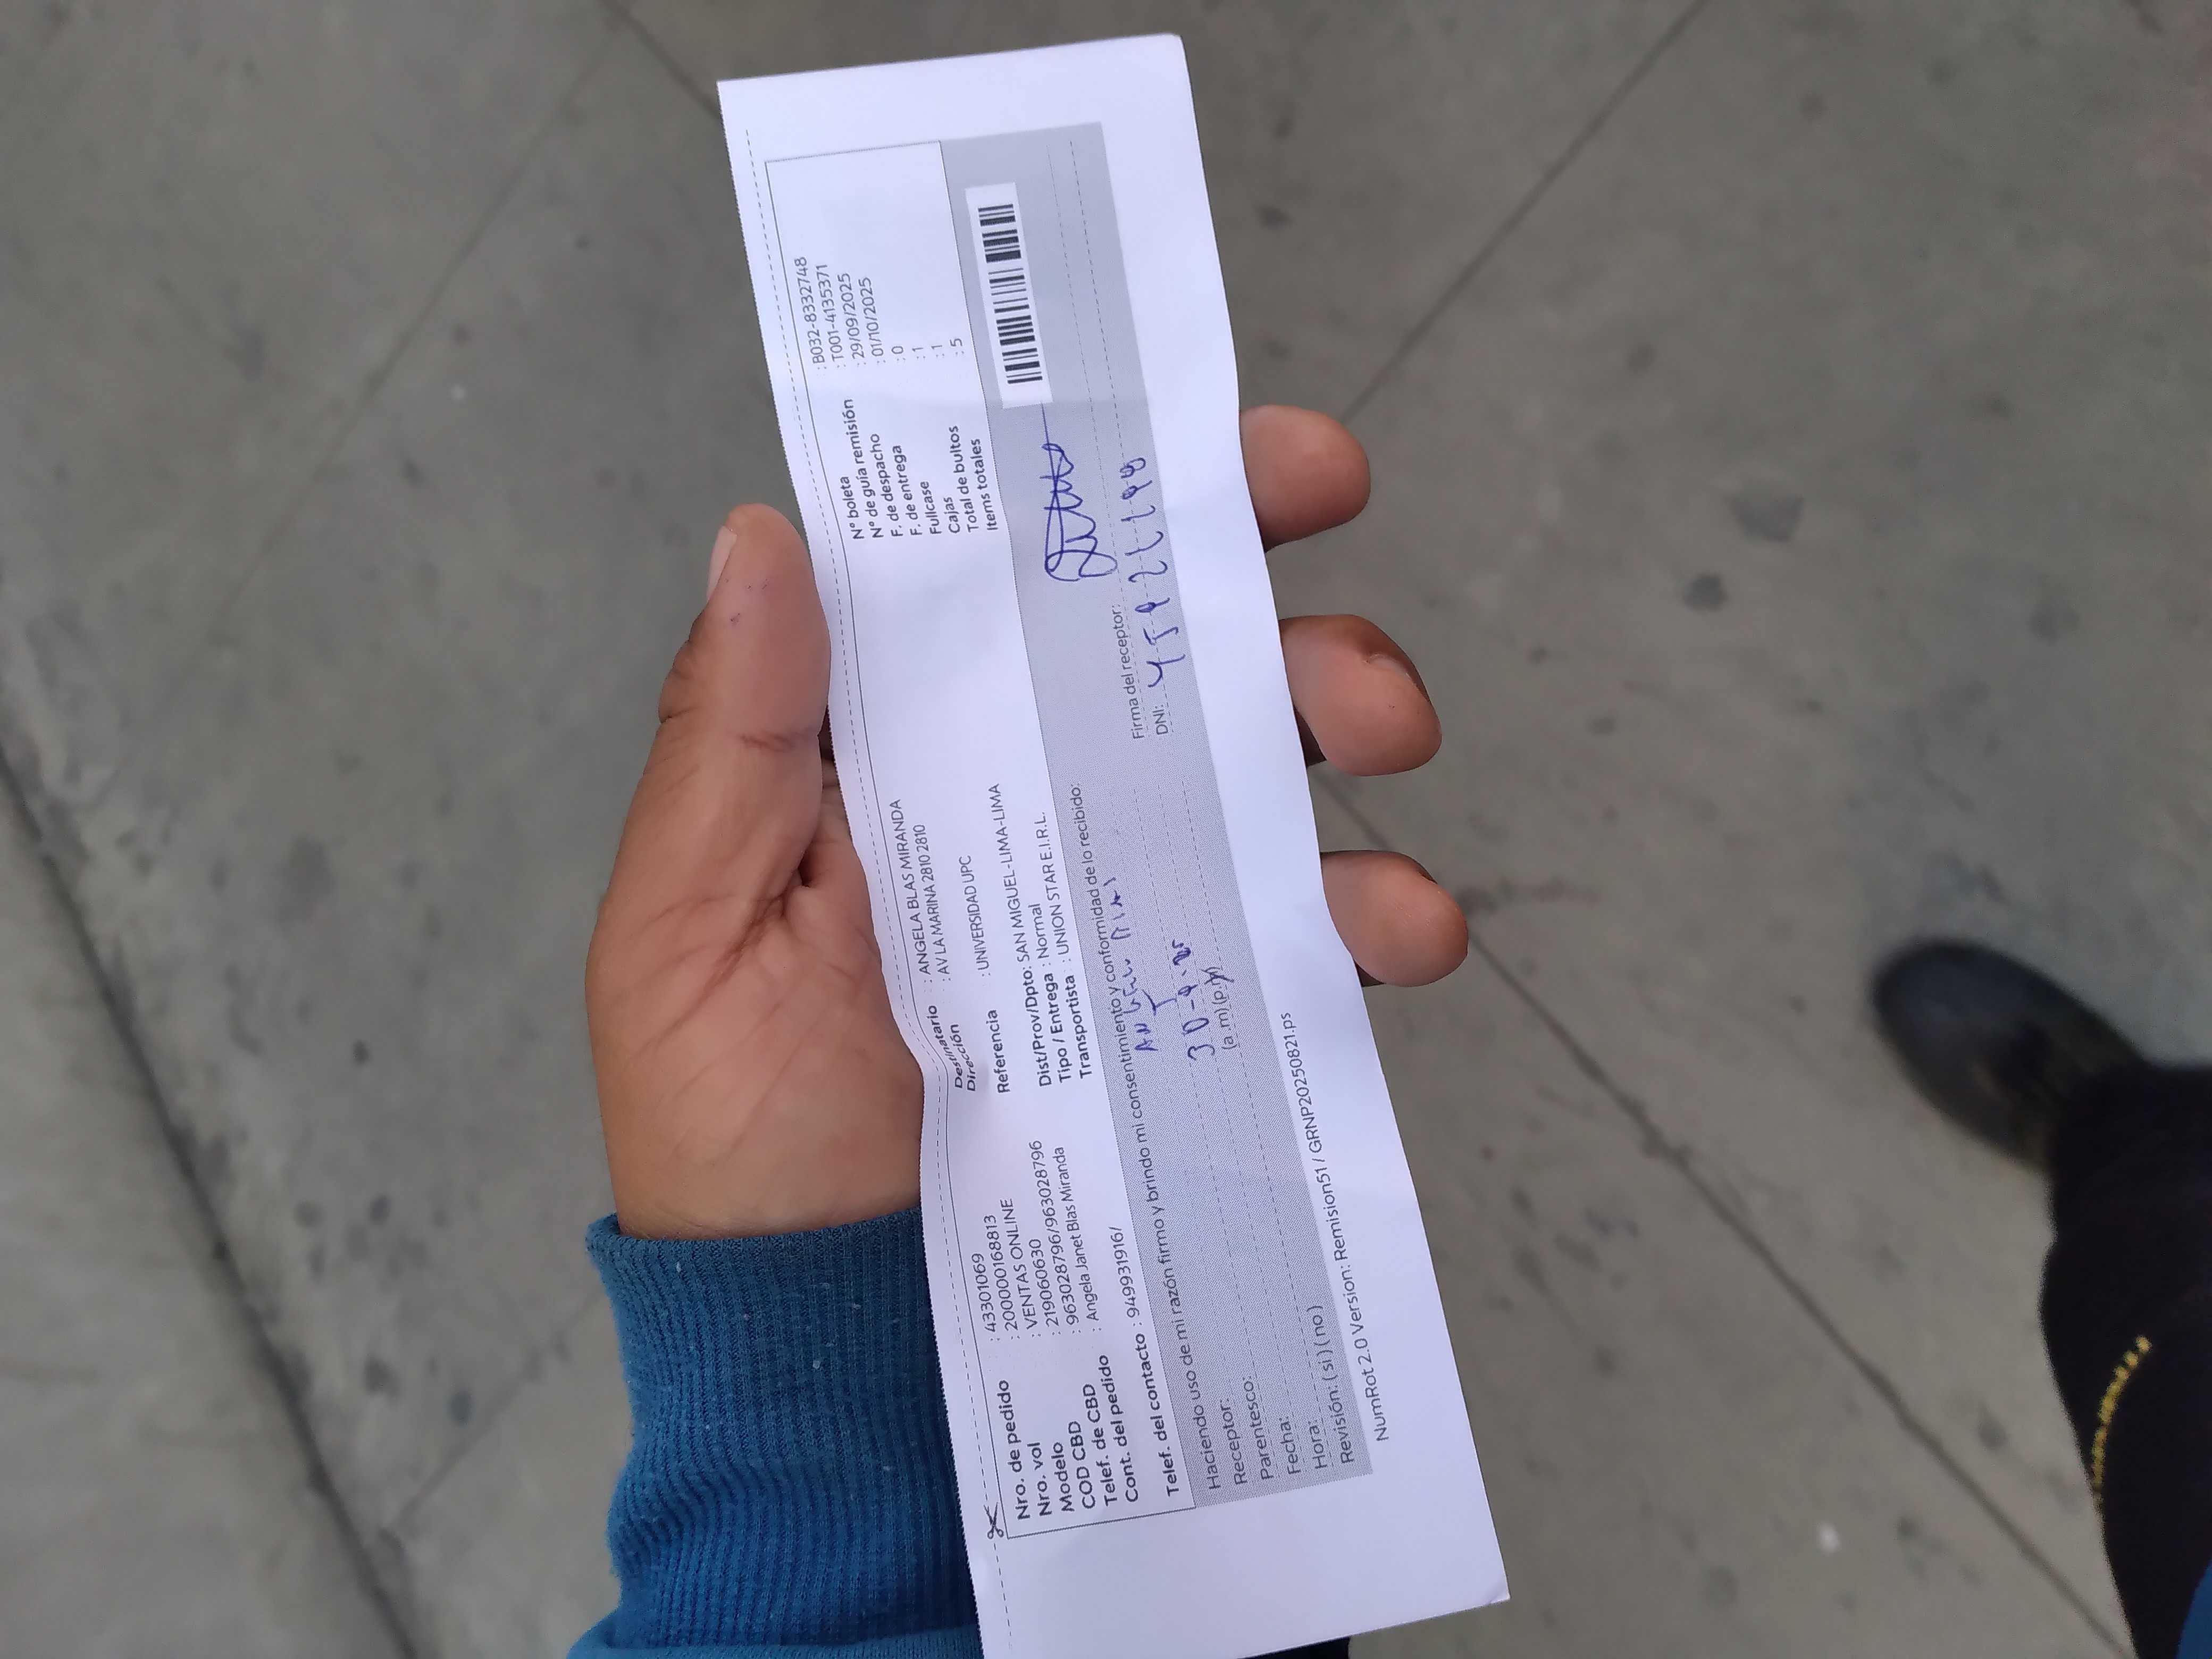 Nro. de pedido : 43301069
Nro. vol : 200000168813
Modelo : VENTAS ONLINE
COD CBD : 219060630
Telef. de CBD : 963028796/963028796
Cont. del pedido : Angela Janet Blas Miranda
Telef. del contacto : 949931916/
Destinatario : ANGELA BLAS MIRANDA
Dirección : AV LA MARINA 2810 2810
Referencia : UNIVERSIDAD UPC
Dist/Prov/Dpto: SAN MIGUEL-LIMA-LIMA
Tipo / Entrega : Normal
Transportista : UNION STAR E.I.R.L.
N° boleta : B032-8332748
N° de guía remisión : T001-4135371
F. de despacho : 29/09/2025
F. de entrega : 01/10/2025
Fullcase : 0
Cajas : 1
Total de bultos : 1
Items totales : 5
Haciendo uso de mi razón firmo y brindo mi consentimiento y conformidad de lo recibido:
Receptor:
Parentesco:
Fecha: 30-9-25
Hora: (a.m) (p.m)
Revisión: ( si ) ( no )
Firma del receptor:
DNI:
NumRot 2.0 Version: Remision51 / GRNP20250821.ps